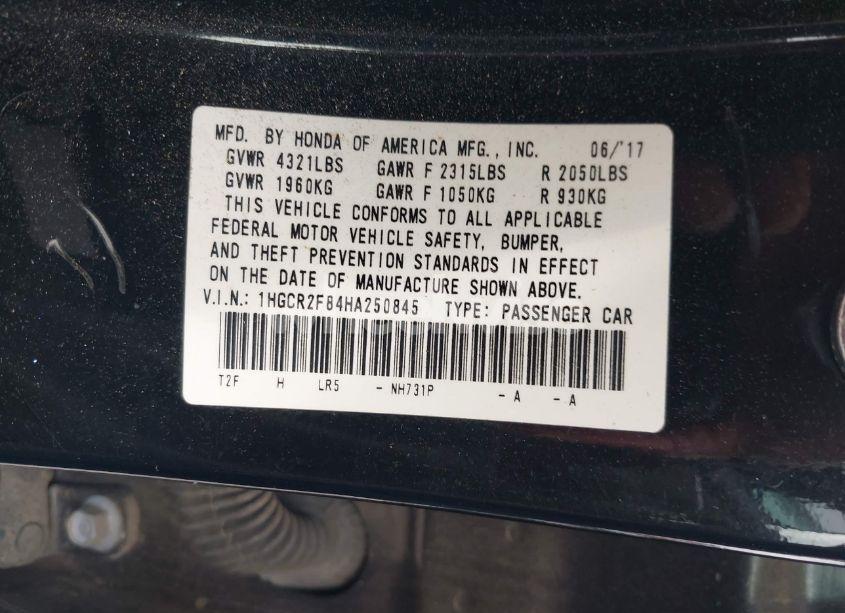 MFD. BY HONDA OF AMERICA MFG., INC. 06/'17
GVWR 4321LBS GAWR F 2315LBS R 2050LBS
GVWR 1960KG GAWR F 1050KG R 930KG
THIS VEHICLE CONFORMS TO ALL APPLICABLE
FEDERAL MOTOR VEHICLE SAFETY, BUMPER,
AND THEFT PREVENTION STANDARDS IN EFFECT
ON THE DATE OF MANUFACTURE SHOWN ABOVE.
V.I.N.: 1HGCR2F84HA250845 TYPE: PASSENGER CAR
T2F H LR5 - NH731P - A - A